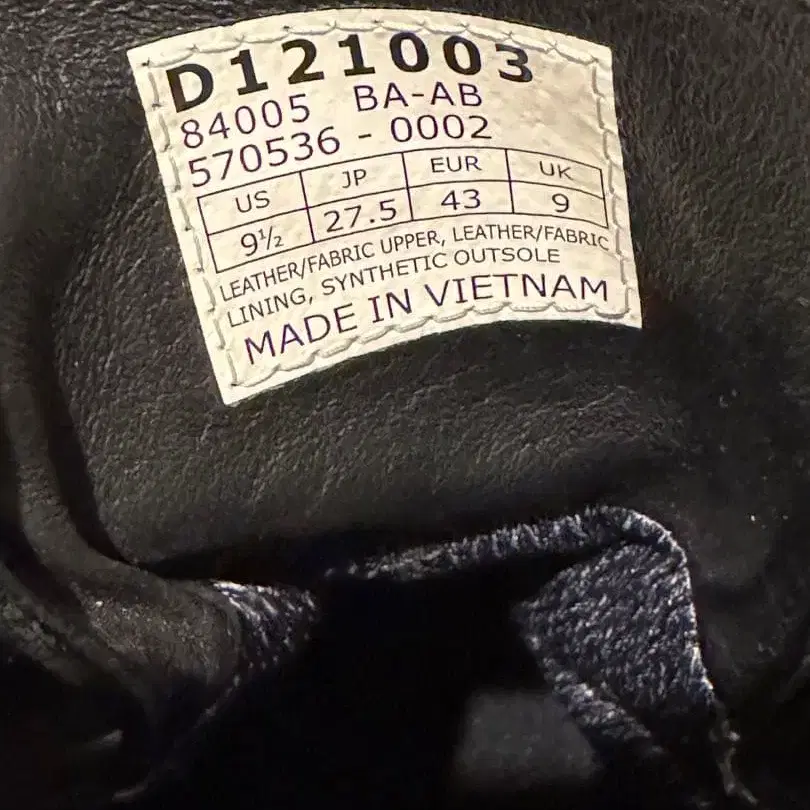 D121003
84005 BA-AB
570536 - 0002
US JP EUR UK
9½ 27.5 43 9
LEATHER/FABRIC UPPER, LEATHER/FABRIC
LINING, SYNTHETIC OUTSOLE
MADE IN VIETNAM